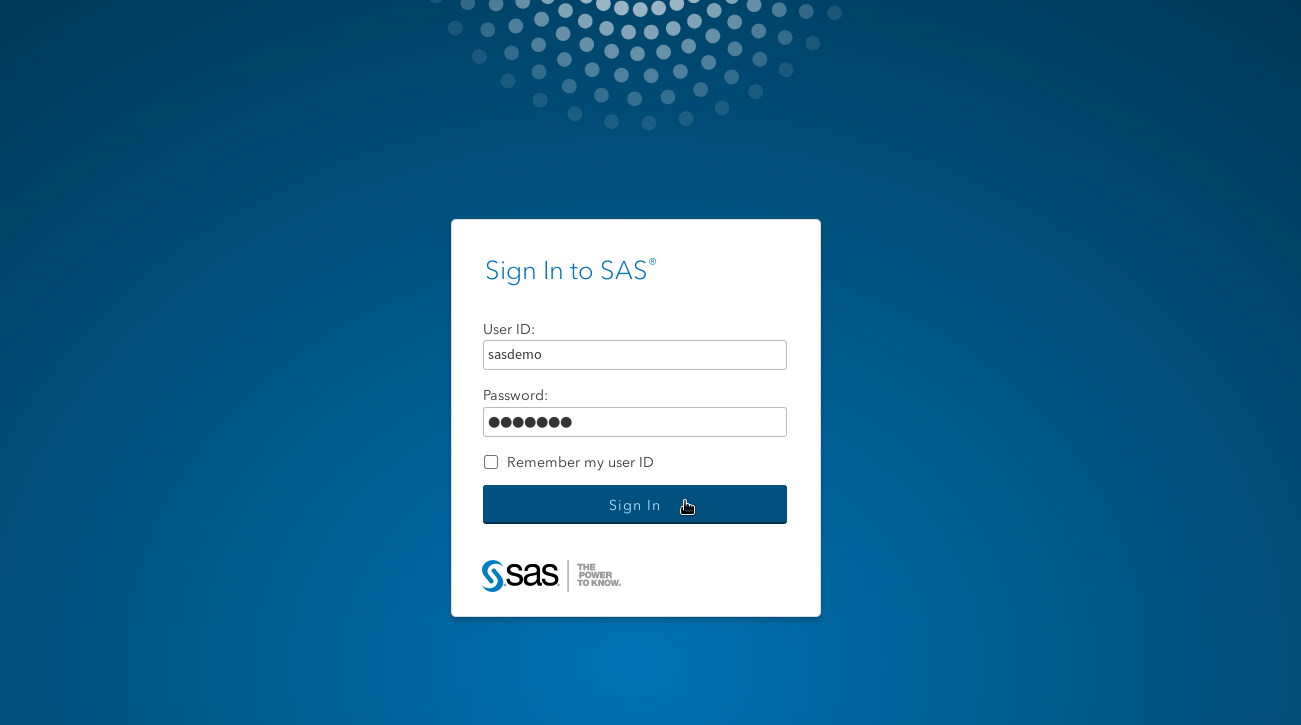 Sign In to SAS®
User ID:
sasdemo
Password:
●●●●●●●
Remember my user ID
Sign In
sas
THE
POWER
TO KNOW.